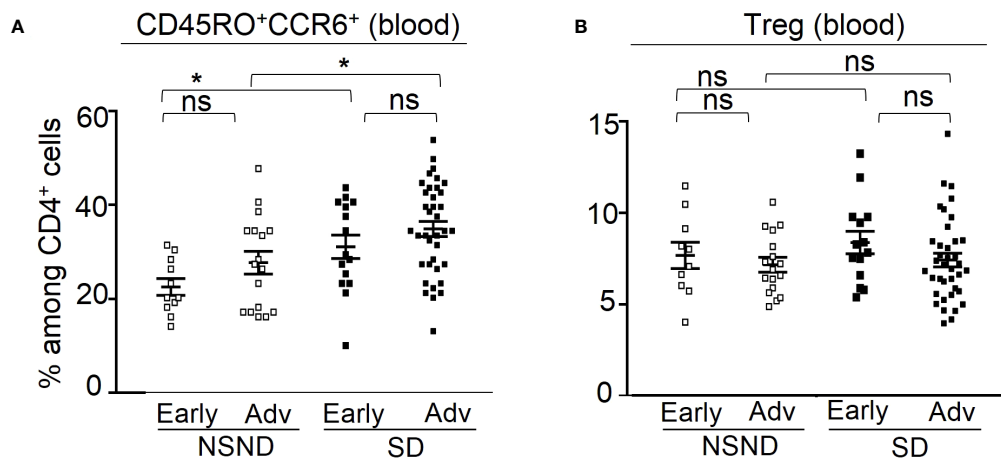 A
CD45RO⁺CCR6⁺ (blood)
* *
ns ns
% among CD4⁺ cells
60
40
20
0
Early Adv Early Adv
NSND SD
B
Treg (blood)
ns ns
ns ns
15
10
5
0
Early Adv Early Adv
NSND SD